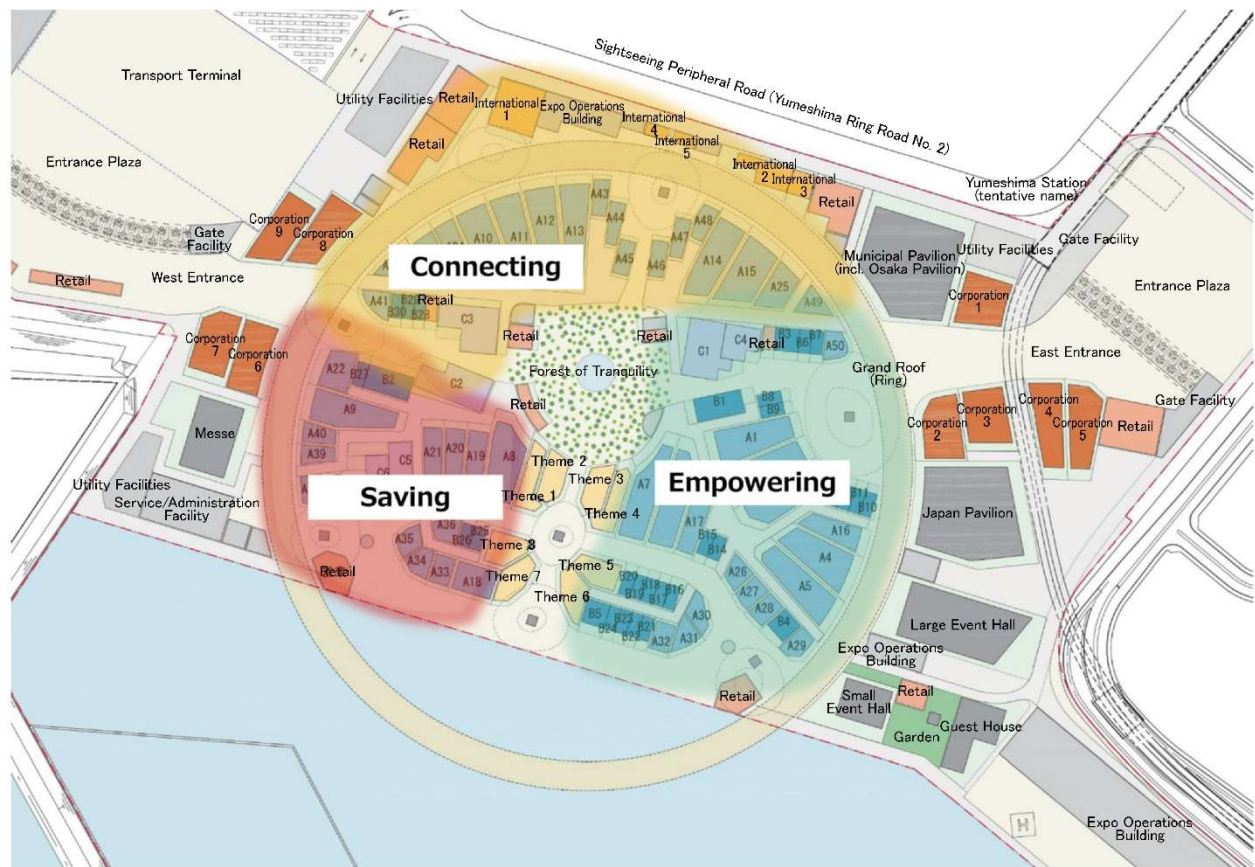 Sightseeing Peripheral Road (Yumeshima Ring Road No. 2)
Transport Terminal
Utility Facilities
Retail
International
1
Expo Operations
Building
International
4
International
5
Retail
International
2
International
3
Retail
Yumeshima Station
(tentative name)
Entrance Plaza
Gate
Facility
Corporation
9
Corporation
8
West Entrance
Retail
Connecting
A10
A11
A12
A13
A43
A44
A45
A46
A47
A48
A14
A15
A25
A49
Municipal Pavilion
(incl. Osaka Pavilion)
Utility Facilities
Gate Facility
Corporation
1
Entrance Plaza
East Entrance
A41
B30
B29
B28
Retail
C3
Retail
Retail
C1
C4
Retail
B3
B6
B7
A50
Grand Roof
(Ring)
Corporation
7
Corporation
6
A22
B27
B2
C2
Forest of Tranquility
Retail
B1
B8
B9
Corporation
2
Corporation
3
Corporation
4
Corporation
5
Retail
Gate Facility
Messe
A9
A40
A39
C5
C6
A21
A20
A19
A8
Theme 2
Theme 1
Theme 3
Theme 4
A1
A7
Saving
Empowering
Utility Facilities
Service/Administration
Facility
A36
B25
B26
A35
A34
A33
A18
Theme 8
Theme 7
Theme 5
Theme 6
Retail
A17
B15
B14
B11
B10
A16
A4
A5
Japan Pavilion
B20
B18
B16
B19
B17
B5
B23
B24
B21
B22
A32
A30
A31
A26
A27
A28
B4
A29
Retail
Large Event Hall
Expo Operations
Building
Small
Event Hall
Retail
Garden
Guest House
H
Expo Operations
Building